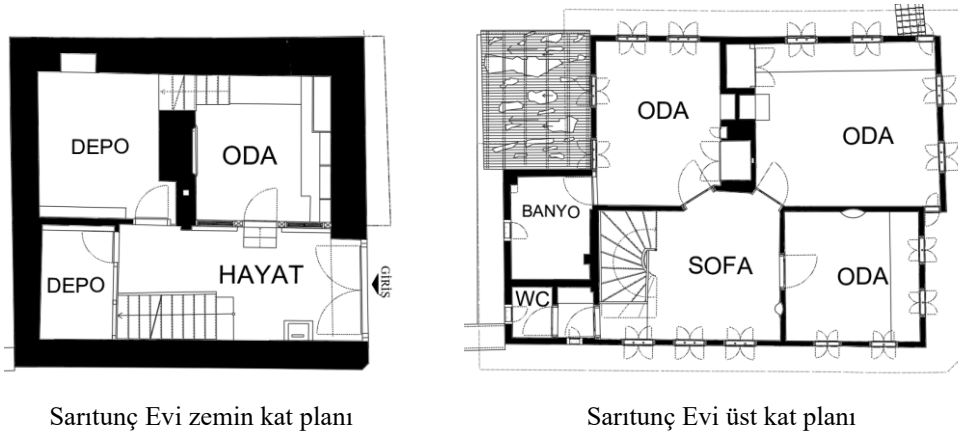 DEPO
ODA
DEPO
HAYAT
GİRİŞ
ODA
ODA
BANYO
SOFA
ODA
WC
Sarıtunç Evi zemin kat planı
Sarıtunç Evi üst kat planı